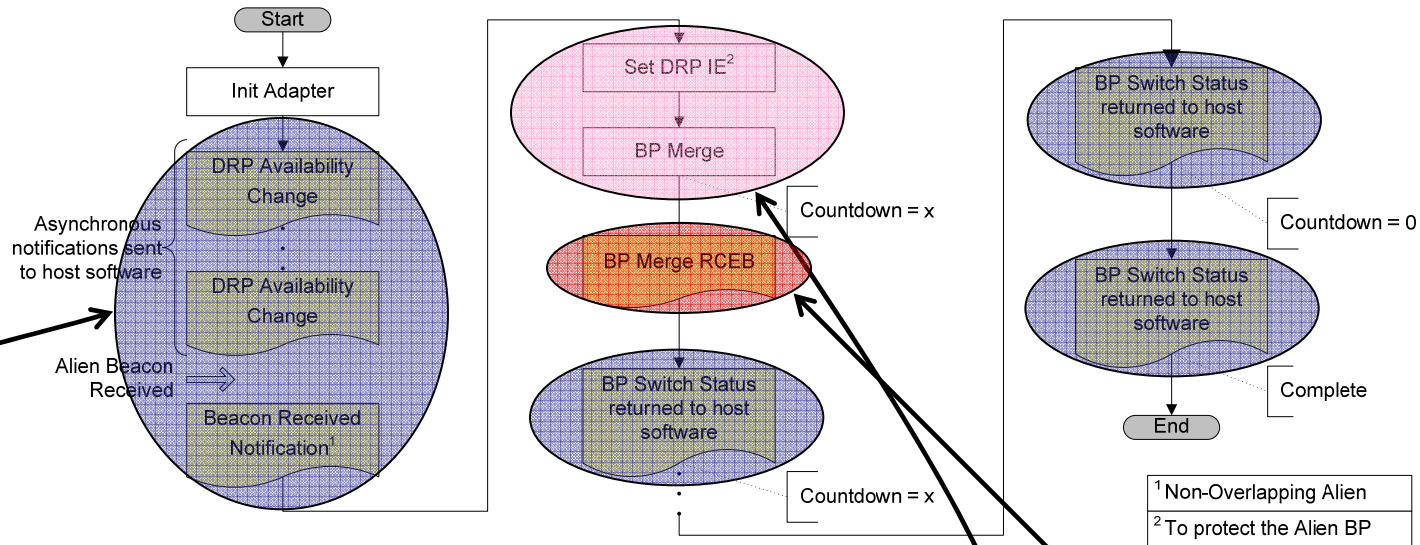 Start
Init Adapter
DRP Availability
Change
Asynchronous
notifications sent
to host software
DRP Availability
Change
Alien Beacon
Received
Beacon Received
Notification1
Set DRP IE2
BP Merge
Countdown = x
BP Merge RCEB
BP Switch Status
returned to host
software
Countdown = x
BP Switch Status
returned to host
software
Countdown = 0
BP Switch Status
returned to host
software
Complete
End
1 Non-Overlapping Alien
2 To protect the Alien BP